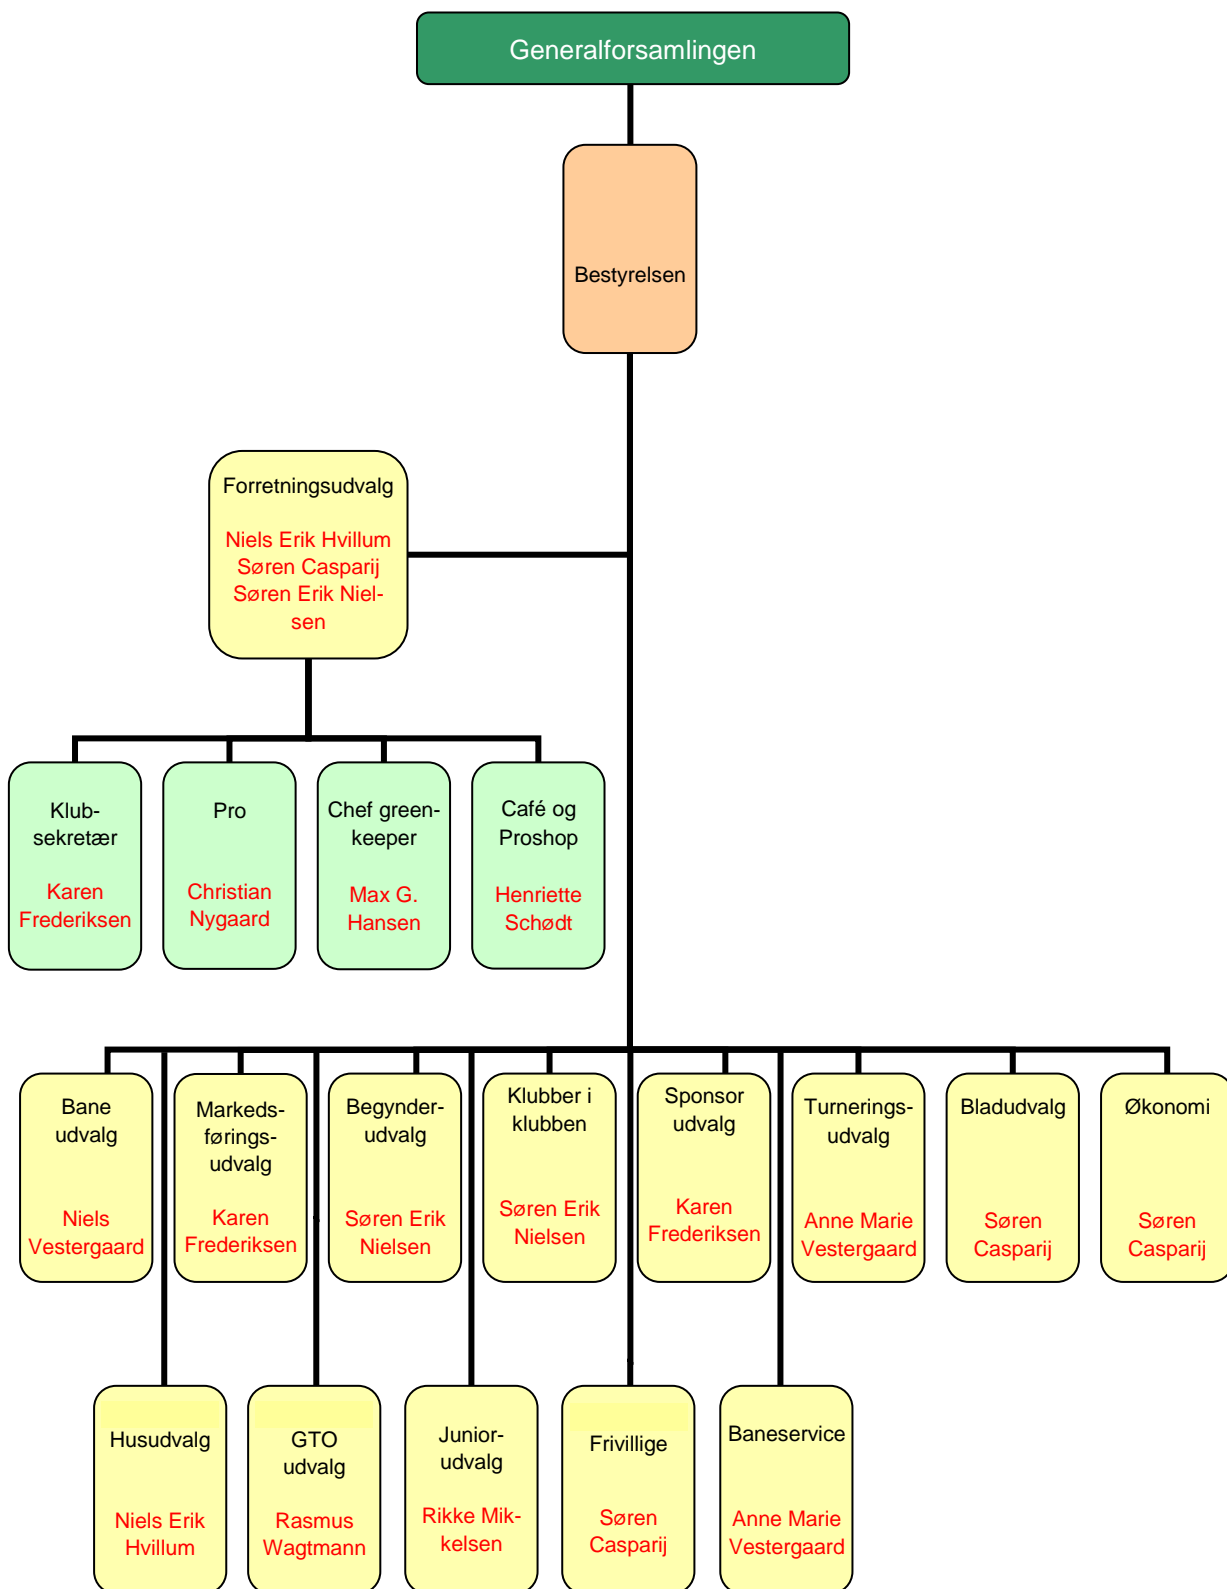 Generalforsamlingen
Bestyrelsen
Forretningsudvalg
Niels Erik Hvillum
Søren Casparij
Søren Erik Niel-
sen
Klub-
sekretær
Karen
Frederiksen
Pro
Christian
Nygaard
Chef green-
keeper
Max G.
Hansen
Café og
Proshop
Henriette
Schødt
Bane
udvalg
Niels
Vestergaard
Markeds-
førings-
udvalg
Karen
Frederiksen
Begynder-
udvalg
Søren Erik
Nielsen
Klubber i
klubben
Søren Erik
Nielsen
Sponsor
udvalg
Karen
Frederiksen
Turnerings-
udvalg
Anne Marie
Vestergaard
Bladudvalg
Søren
Casparij
Økonomi
Søren
Casparij
Husudvalg
Niels Erik
Hvillum
GTO
udvalg
Rasmus
Wagtmann
Junior-
udvalg
Rikke Mik-
kelsen
Frivillige
Søren
Casparij
Baneservice
Anne Marie
Vestergaard